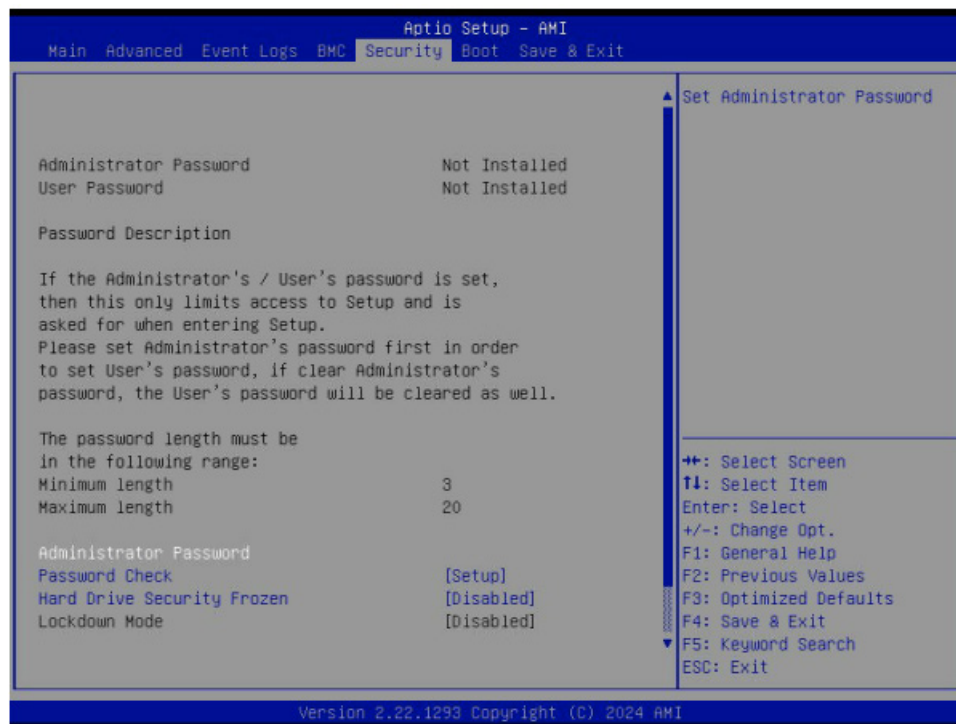 Aptio Setup - AMI
Main Advanced Event Logs BMC Security Boot Save & Exit
Set Administrator Password
Administrator Password Not Installed
User Password Not Installed
Password Description
If the Administrator's / User's password is set,
then this only limits access to Setup and is
asked for when entering Setup.
Please set Administrator's password first in order
to set User's password, if clear Administrator's
password, the User's password will be cleared as well.
The password length must be
in the following range:
Minimum length 3
Maximum length 20
Administrator Password
Password Check [Setup]
Hard Drive Security Frozen [Disabled]
Lockdown Mode [Disabled]
→←: Select Screen
↑↓: Select Item
Enter: Select
+/-: Change Opt.
F1: General Help
F2: Previous Values
F3: Optimized Defaults
F4: Save & Exit
F5: Keyword Search
ESC: Exit
Version 2.22.1293 Copyright (C) 2024 AMI